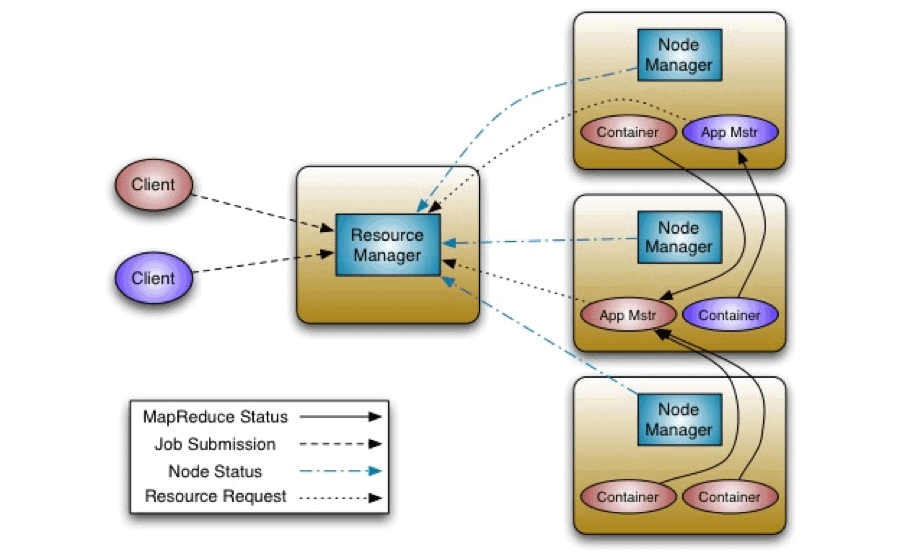 Node
Manager
Container
App Mstr
Client
Resource
Manager
Node
Manager
Client
App Mstr
Container
Node
Manager
Container
Container
MapReduce Status
Job Submission
Node Status
Resource Request